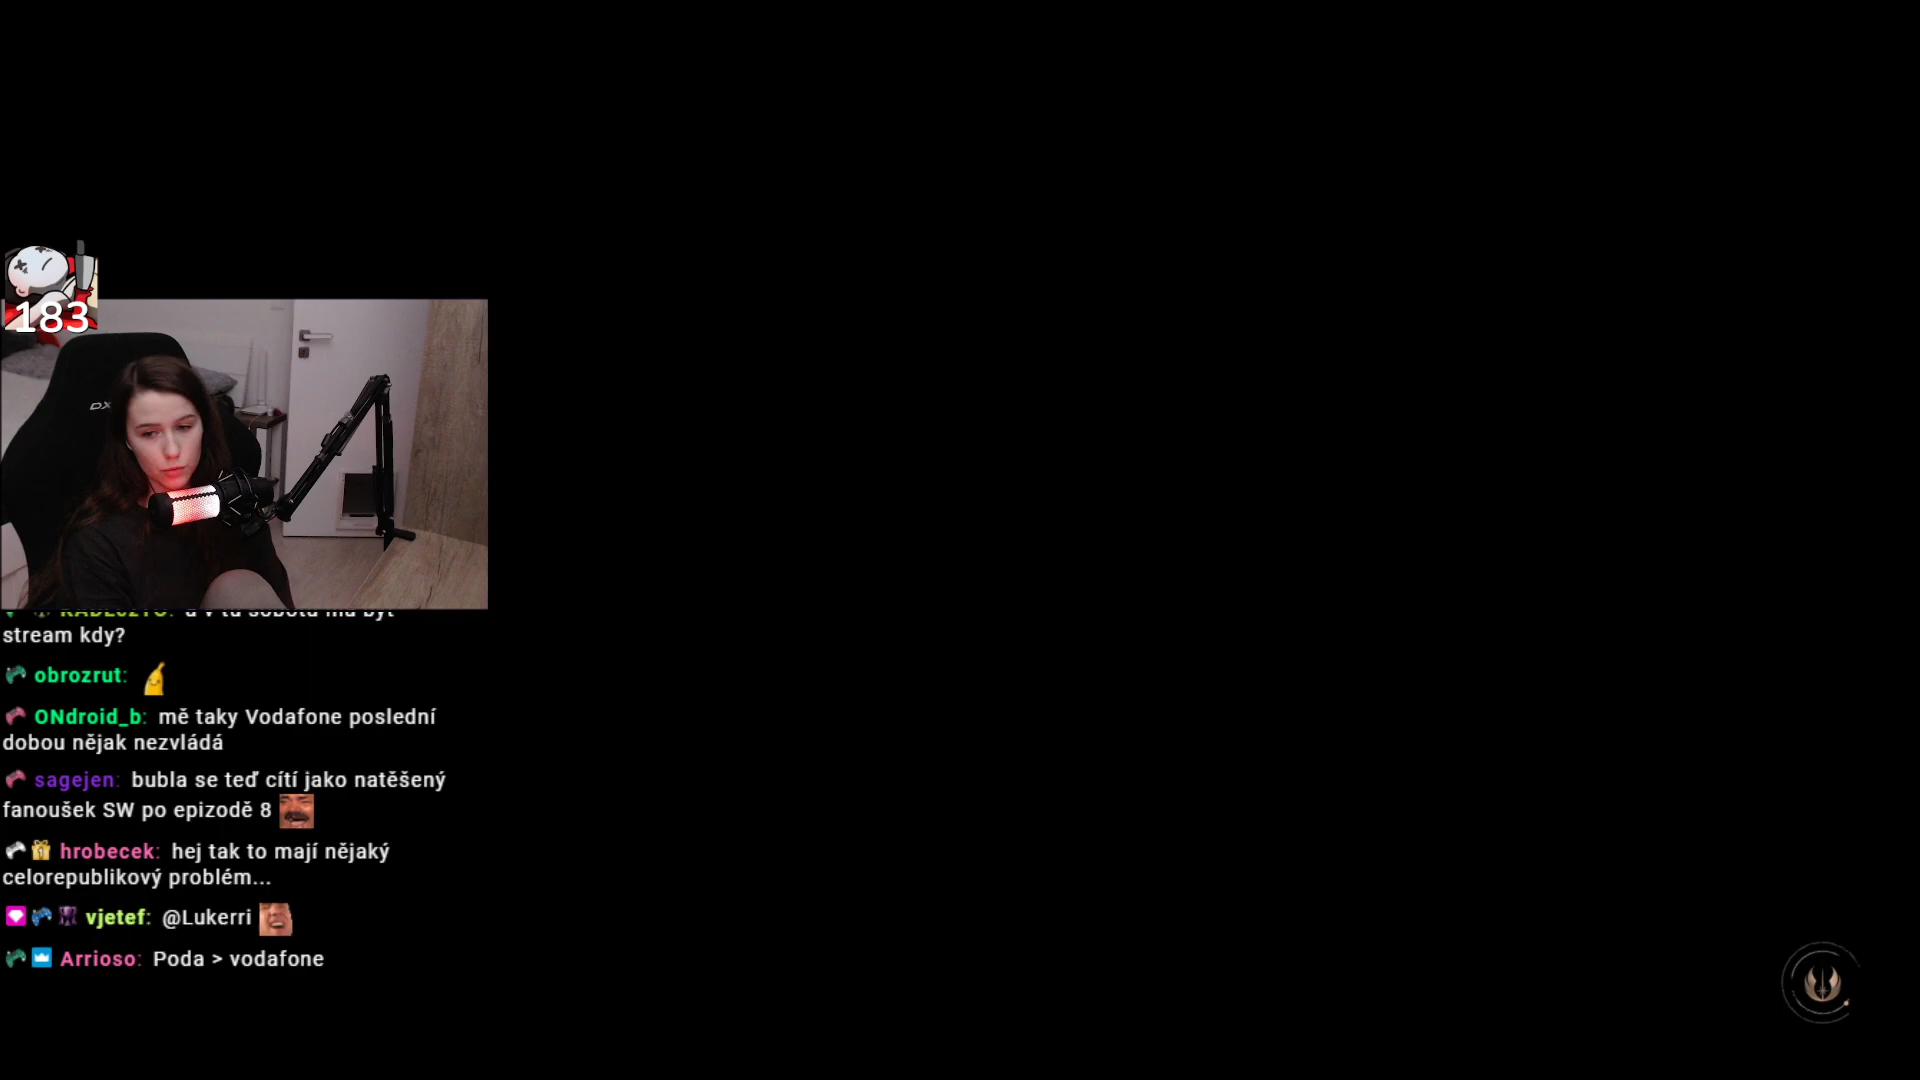 183
DX
stream kdy?
obrozrut:
ONdroid_b: mě taky Vodafone poslední
dobou nějak nezvládá
sagejen: bubla se teď cítí jako natěšený
fanoušek SW po epizodě 8
hrobecek: hej tak to mají nějaký
celorepublikový problém...
vjetef: @Lukerri
Arrioso: Poda > vodafone